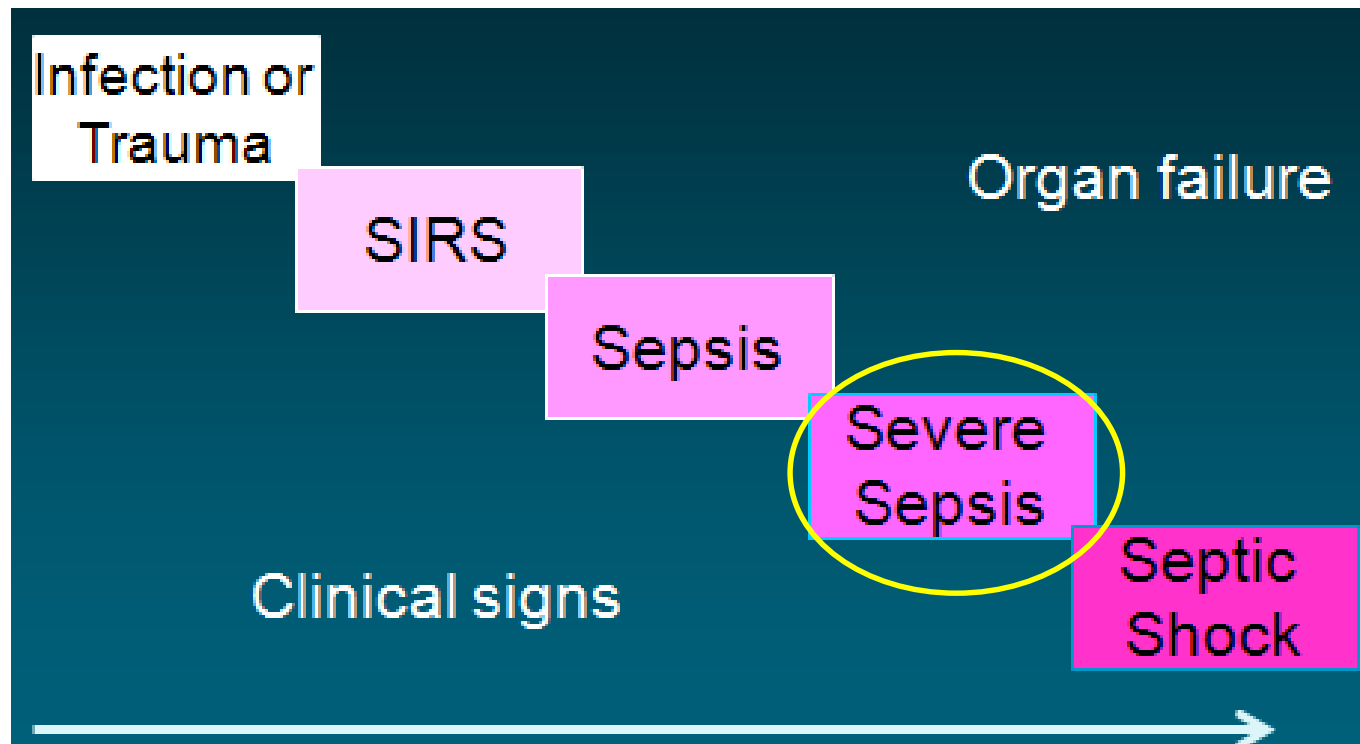 Infection or
Trauma
Organ failure
SIRS
Sepsis
Severe
Sepsis
Septic
Shock
Clinical signs